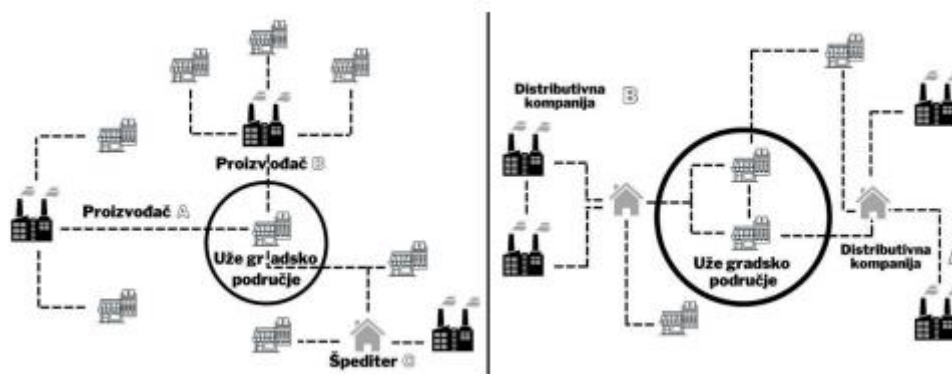 Proizvođač B
Proizvođač A
Uže gradsko
područje
Špediter C
Distributivna
kompanija B
Uže gradsko
područje
Distributivna
kompanija